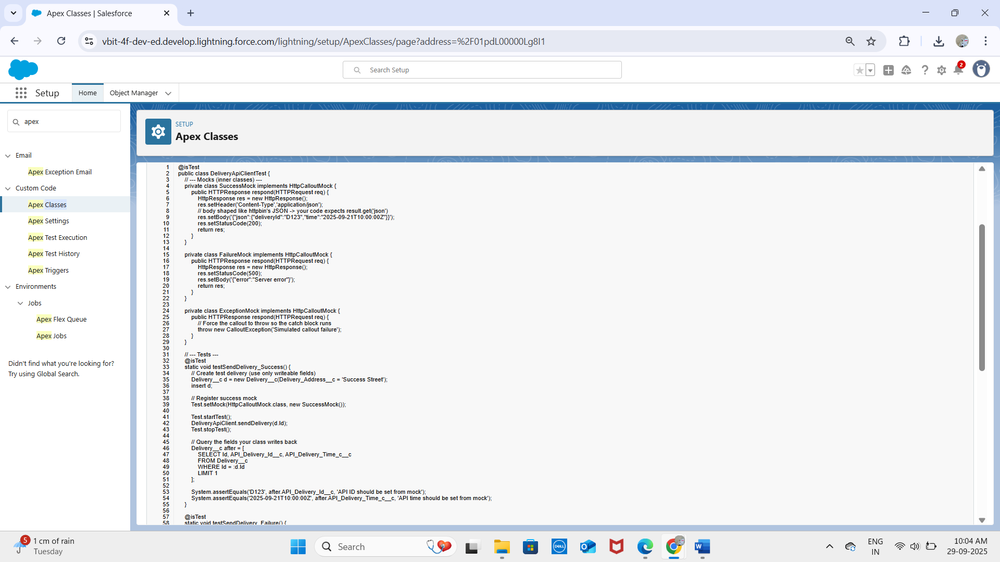 Apex Classes | Salesforce
vbit-4f-dev-ed.develop.lightning.force.com/lightning/setup/ApexClasses/page?address=%2F01pdL00000Lg8I1
Search Setup
2
Setup
Home
Object Manager
apex
Email
Apex Exception Email
Custom Code
Apex Classes
Apex Settings
Apex Test Execution
Apex Test History
Apex Triggers
Environments
Jobs
Apex Flex Queue
Apex Jobs
Didn't find what you're looking for?
Try using Global Search.
SETUP
Apex Classes
1 @isTest
2 public class DeliveryApiClientTest {
3 // --- Mocks (inner classes) ---
4 private class SuccessMock implements HttpCalloutMock {
5 public HTTPResponse respond(HTTPRequest req) {
6 HttpResponse res = new HttpResponse();
7 res.setHeader('Content-Type','application/json');
8 // body shaped like httpbin's JSON -> your code expects result.get('json')
9 res.setBody('{"json":{"deliveryId":"D123","time":"2025-09-21T10:00:00Z"}}');
10 res.setStatusCode(200);
11 return res;
12 }
13 }
14
15 private class FailureMock implements HttpCalloutMock {
16 public HTTPResponse respond(HTTPRequest req) {
17 HttpResponse res = new HttpResponse();
18 res.setStatusCode(500);
19 res.setBody('{"error":"Server error"}');
20 return res;
21 }
22 }
23
24 private class ExceptionMock implements HttpCalloutMock {
25 public HTTPResponse respond(HTTPRequest req) {
26 // Force the callout to throw so the catch block runs
27 throw new CalloutException('Simulated callout failure');
28 }
29 }
30
31 // --- Tests ---
32 @isTest
33 static void testSendDelivery_Success() {
34 // Create test delivery (use only writeable fields)
35 Delivery__c d = new Delivery__c(Delivery_Address__c = 'Success Street');
36 insert d;
37
38 // Register success mock
39 Test.setMock(HttpCalloutMock.class, new SuccessMock());
40
41 Test.startTest();
42 DeliveryApiClient.sendDelivery(d.Id);
43 Test.stopTest();
44
45 // Query the fields your class writes back
46 Delivery__c after = [
47 SELECT Id, API_Delivery_Id__c, API_Delivery_Time_c__c
48 FROM Delivery__c
49 WHERE Id = :d.Id
50 LIMIT 1
51 ];
52
53 System.assertEquals('D123', after.API_Delivery_Id__c, 'API ID should be set from mock');
54 System.assertEquals('2025-09-21T10:00:00Z', after.API_Delivery_Time_c__c, 'API time should be set from mock');
55 }
56
57 @isTest
58 static void testSendDelivery_Failure() {
5
1 cm of rain
Tuesday
Search
DELL
ENG
IN
10:04 AM
29-09-2025